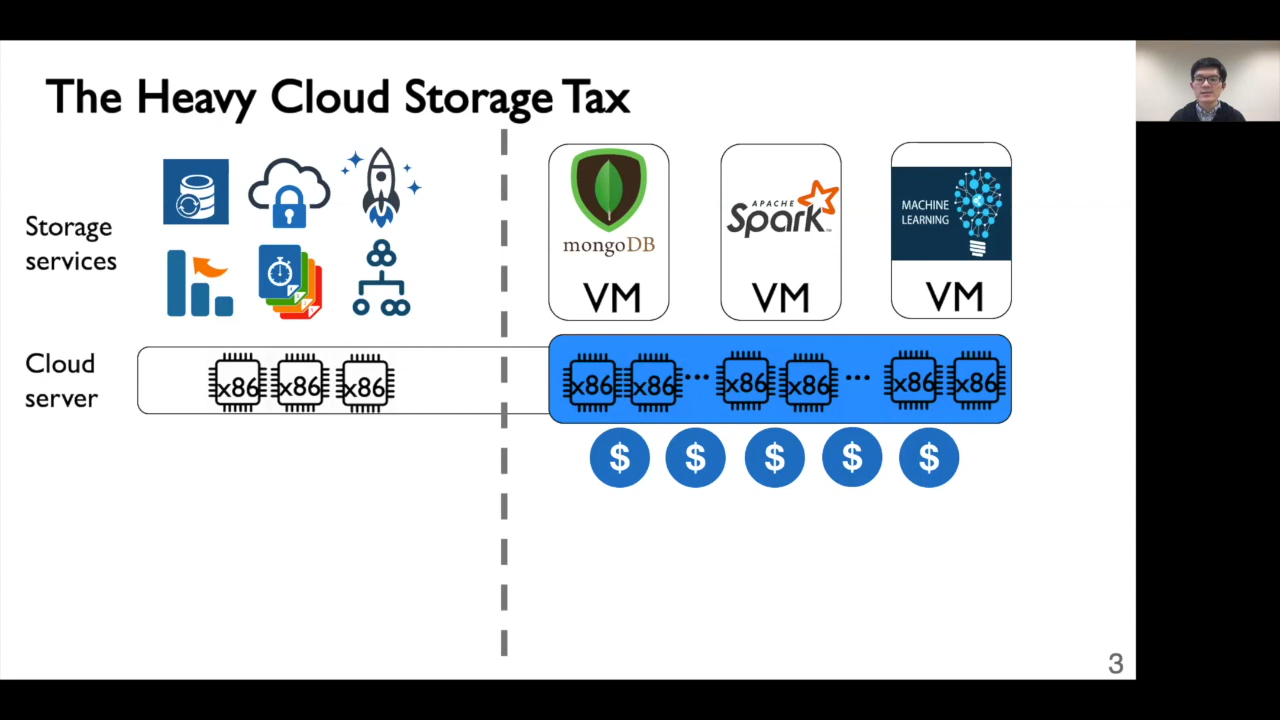 The Heavy Cloud Storage Tax
Storage
services
mongoDB
VM
APACHE
Spark
VM
MACHINE
LEARNING
VM
Cloud
server
x86 x86 x86
x86 x86 ... x86 x86 ... x86 x86
$ $ $ $ $
3